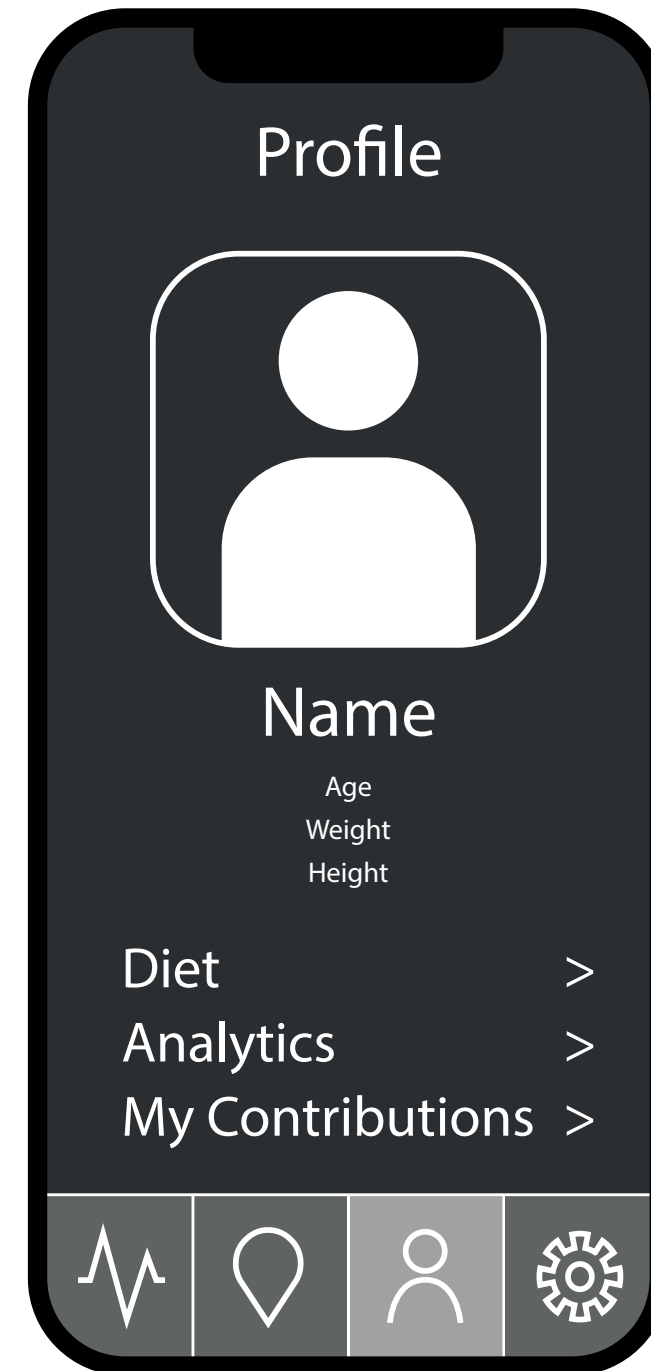 Profile
Name
Age
Weight
Height
Diet >
Analytics >
My Contributions >